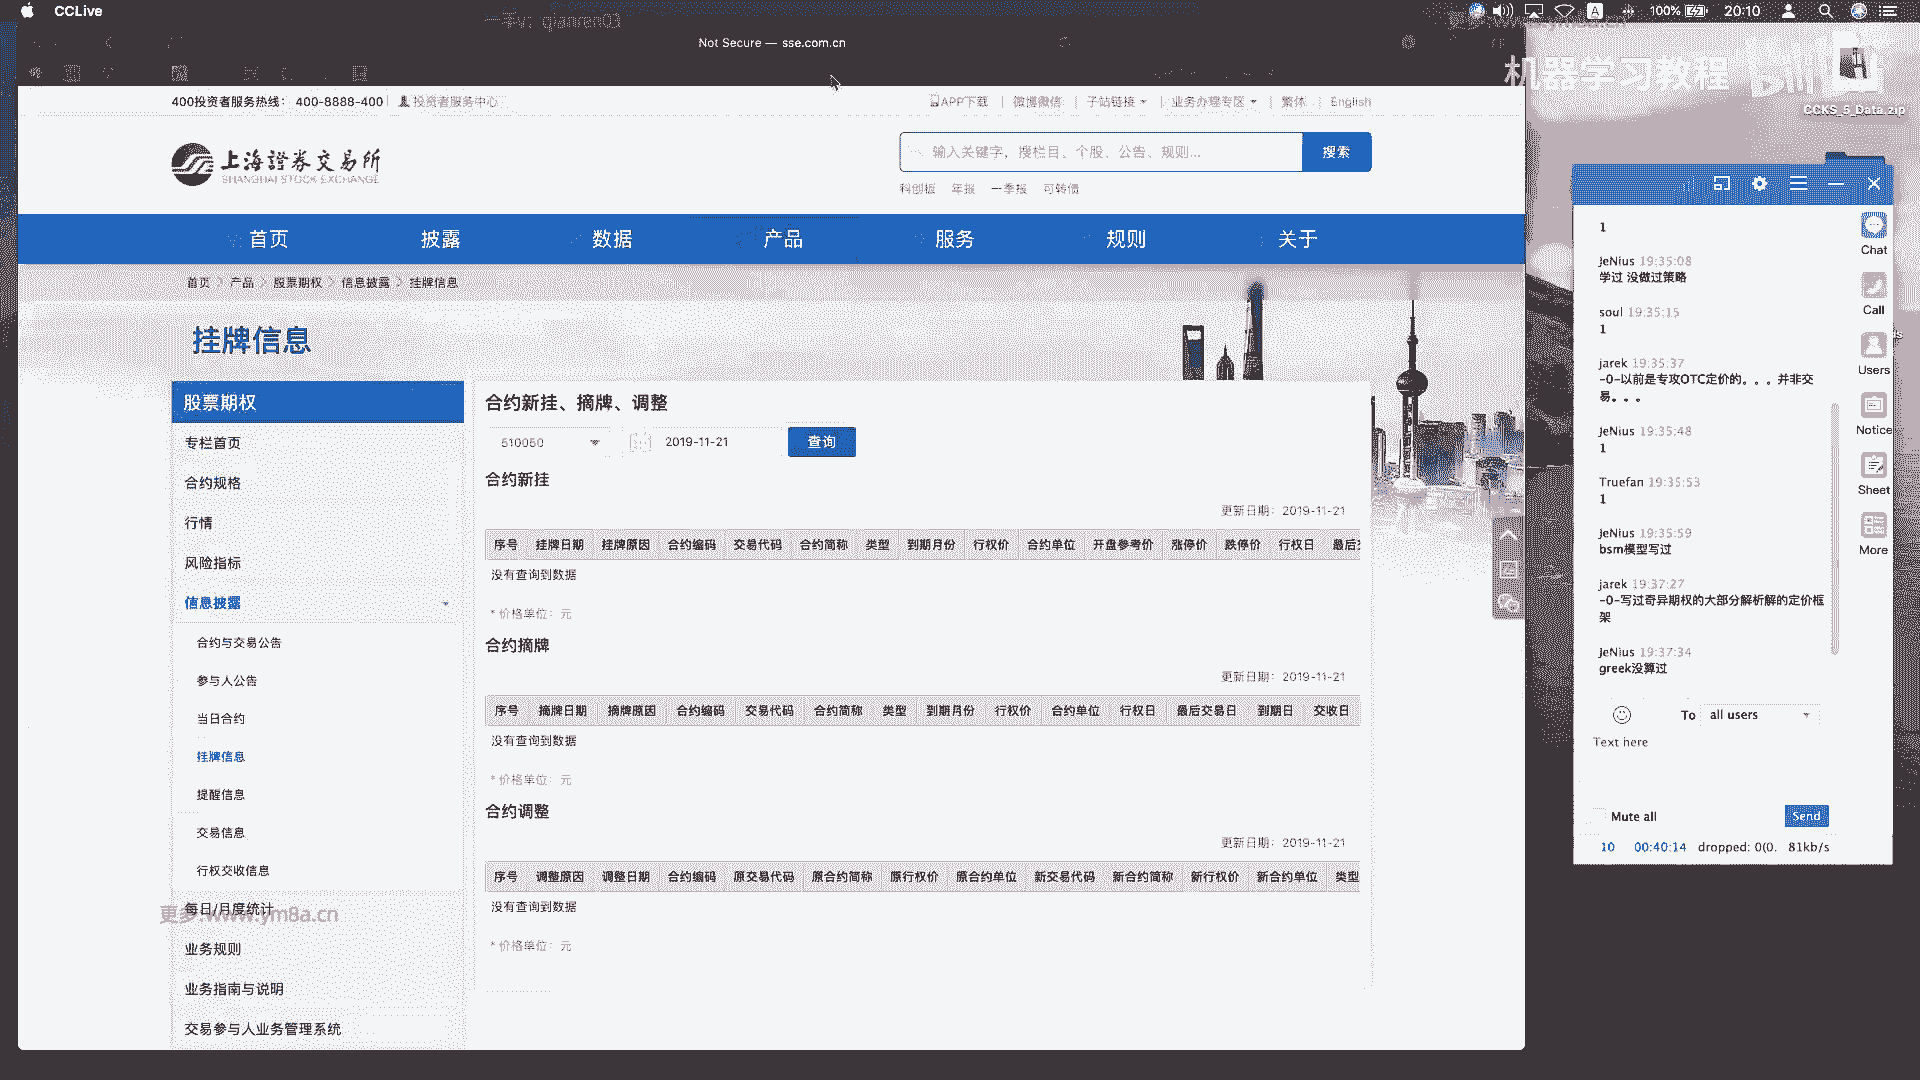 CCLive
一手v：qianren03
100%
20:10
Not Secure — sse.com.cn
机器学习教程
CCKS_5_Data.zip
400投资者服务热线： 400-8888-400
投资者服务中心
APP下载
微博微信
子站链接
业务办理专区
繁体
English
上海證券交易所
SHANGHAI STOCK EXCHANGE
输入关键字，搜栏目、个股、公告、规则...
搜索
科创板 年报 一季报 可转债
首页 披露 数据 产品 服务 规则 关于
首页 > 产品 > 股票期权 > 信息披露 > 挂牌信息
挂牌信息
股票期权
专栏首页
合约规格
行情
风险指标
信息披露
合约与交易公告
参与人公告
当日合约
挂牌信息
提醒信息
交易信息
行权交收信息
每日/月度统计
更多:www.ym8a.cn
业务规则
业务指南与说明
交易参与人业务管理系统
合约新挂、摘牌、调整
510050
2019-11-21
查询
合约新挂
更新日期： 2019-11-21
序号 挂牌日期 挂牌原因 合约编码 交易代码 合约简称 类型 到期月份 行权价 合约单位 开盘参考价 涨停价 跌停价 行权日 最后
没有查询到数据
* 价格单位：元
合约摘牌
更新日期： 2019-11-21
序号 摘牌日期 摘牌原因 合约编码 交易代码 合约简称 类型 到期月份 行权价 合约单位 行权日 最后交易日 到期日 交收日
没有查询到数据
* 价格单位：元
合约调整
更新日期： 2019-11-21
序号 调整原因 调整日期 合约编码 原交易代码 原合约简称 原行权价 原合约单位 新交易代码 新合约简称 新行权价 新合约单位 类型
没有查询到数据
* 价格单位：元
1
JeNius 19:35:08
学过 没做过策略
soul 19:35:15
1
jarek 19:35:37
-0-以前是专攻OTC定价的。。。并非交
易。。。
JeNius 19:35:48
1
Truefan 19:35:53
1
JeNius 19:35:59
bsm模型写过
jarek 19:37:27
-0-写过奇异期权的大部分解析解的定价框
架
JeNius 19:37:34
greek没算过
To all users
Text here
Mute all
Send
10 00:40:14 dropped: 0(0. 81kb/s
Chat
Call
Users
Notice
Sheet
More